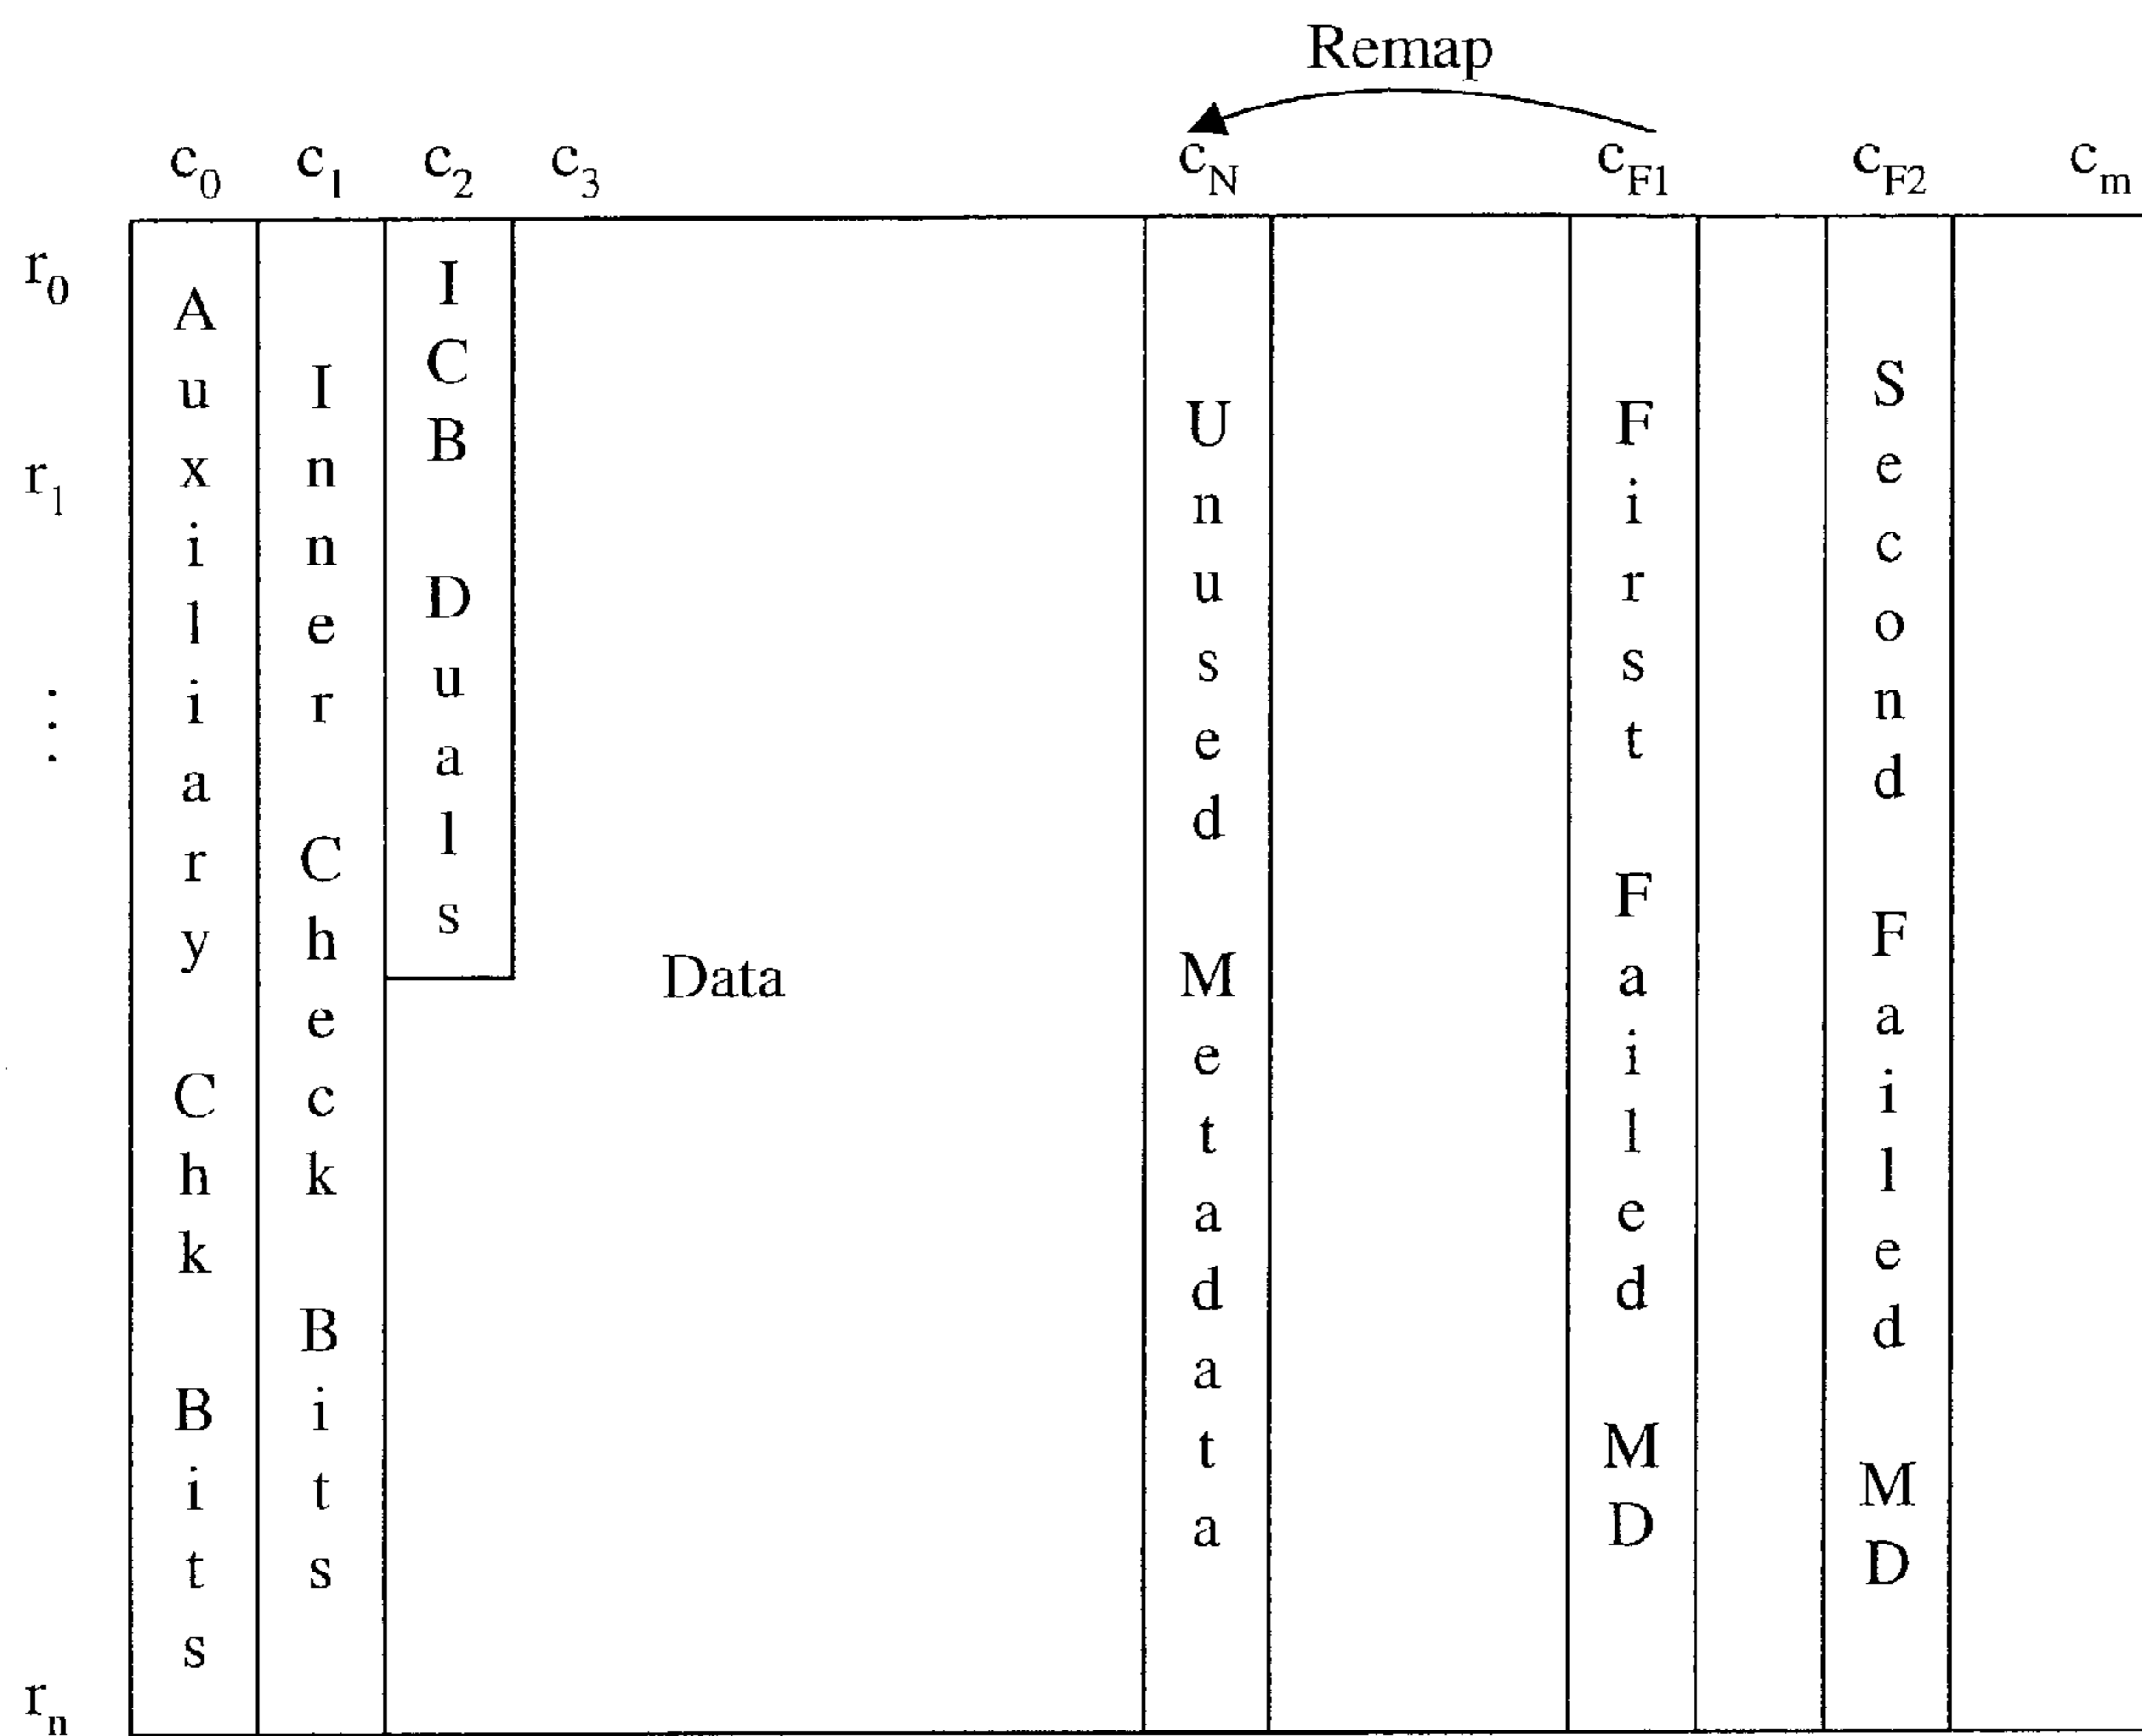 Remap
c0 c1 c2 c3 cN cF1 cF2 cm
r0
r1
⋮
rn
Auxiliary Chk Bits
Inner Check Bits
ICB Duals
Data
Unused Metadata
First Failed MD
Second Failed MD